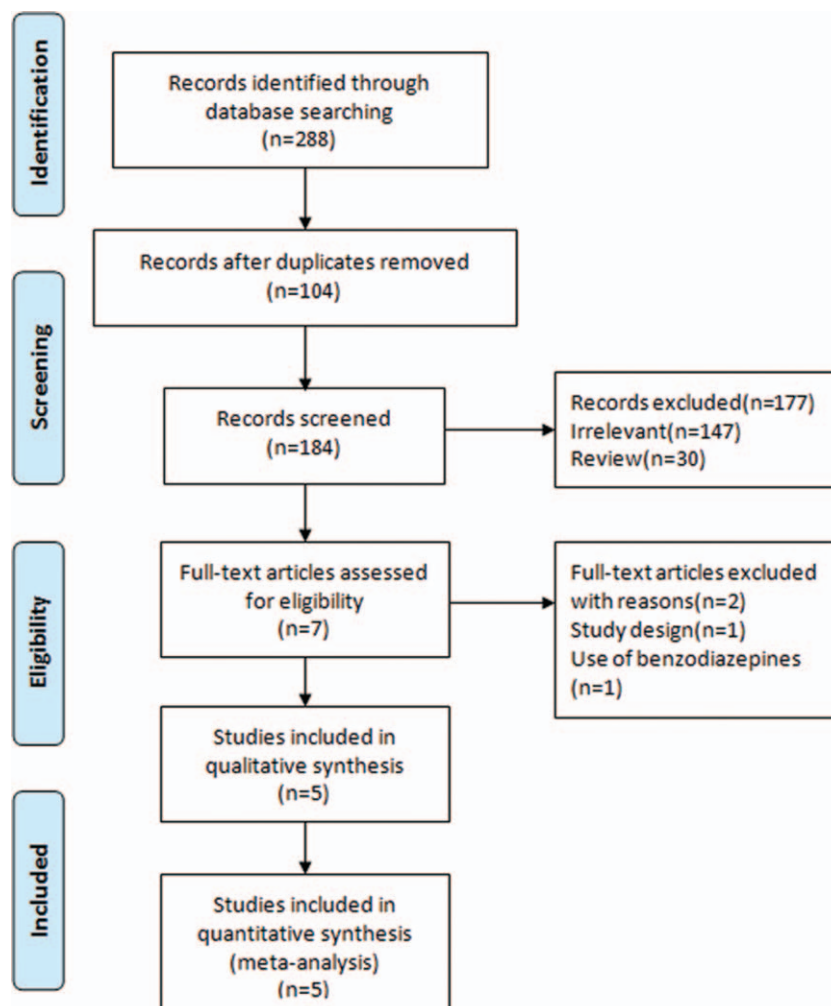 Identification
Records identified through
database searching
(n=288)
Records after duplicates removed
(n=104)
Screening
Records screened
(n=184)
Records excluded(n=177)
Irrelevant(n=147)
Review(n=30)
Eligibility
Full-text articles assessed
for eligibility
(n=7)
Full-text articles excluded
with reasons(n=2)
Study design(n=1)
Use of benzodiazepines
(n=1)
Studies included in
qualitative synthesis
(n=5)
Included
Studies included in
quantitative synthesis
(meta-analysis)
(n=5)